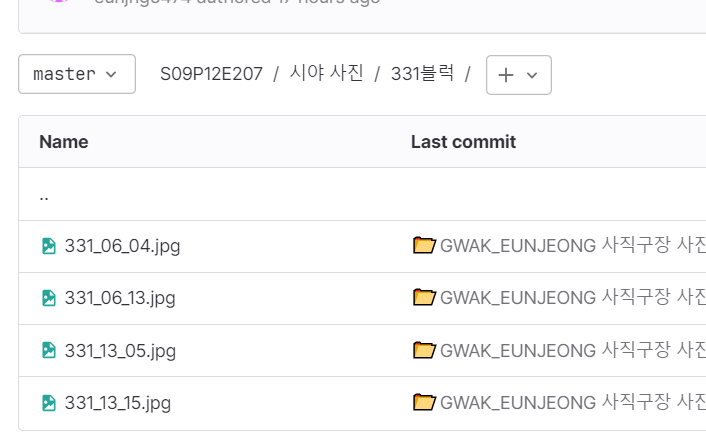 eunjng0474 authored 17 hours ago
master S09P12E207 / 시야 사진 / 331블럭 /
Name Last commit
..
331_06_04.jpg GWAK_EUNJEONG 사직구장 사진
331_06_13.jpg GWAK_EUNJEONG 사직구장 사진
331_13_05.jpg GWAK_EUNJEONG 사직구장 사진
331_13_15.jpg GWAK_EUNJEONG 사직구장 사진